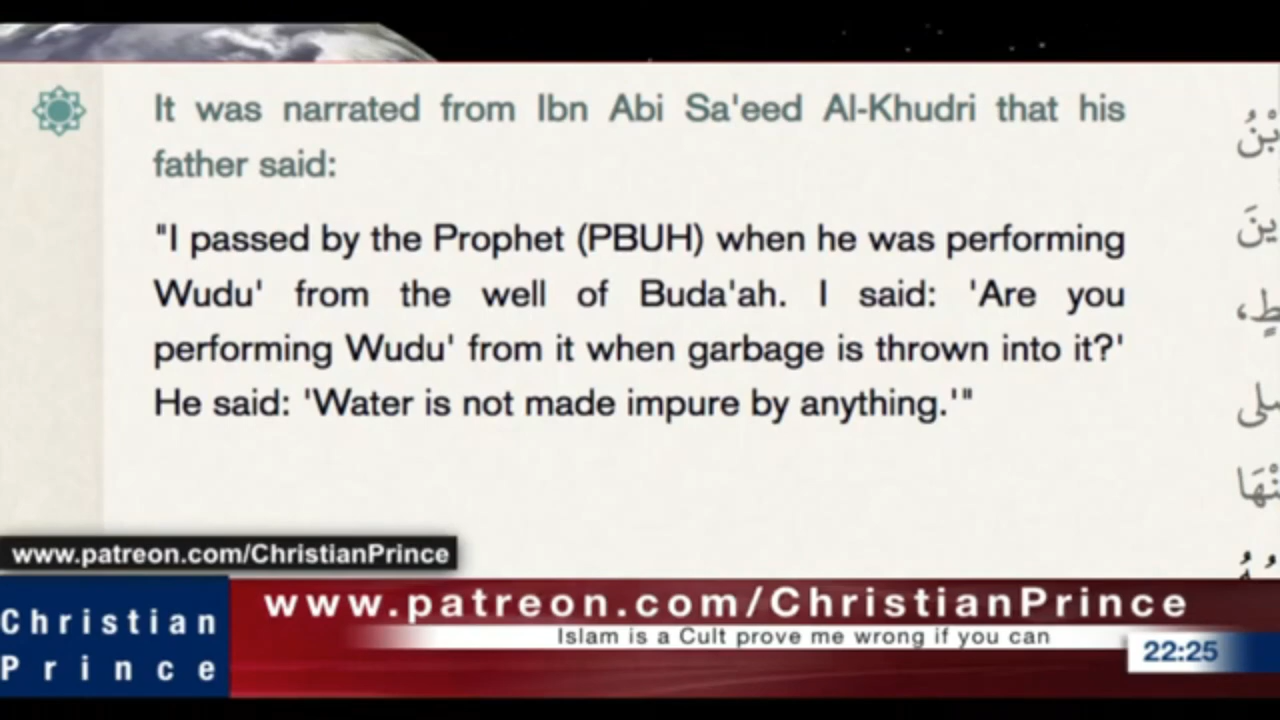 It was narrated from Ibn Abi Sa'eed Al-Khudri that his
father said:
"I passed by the Prophet (PBUH) when he was performing
Wudu' from the well of Buda'ah. I said: 'Are you
performing Wudu' from it when garbage is thrown into it?'
He said: 'Water is not made impure by anything.'"
www.patreon.com/ChristianPrince
Christian
Prince
www.patreon.com/ChristianPrince
Islam is a Cult prove me wrong if you can
22:25